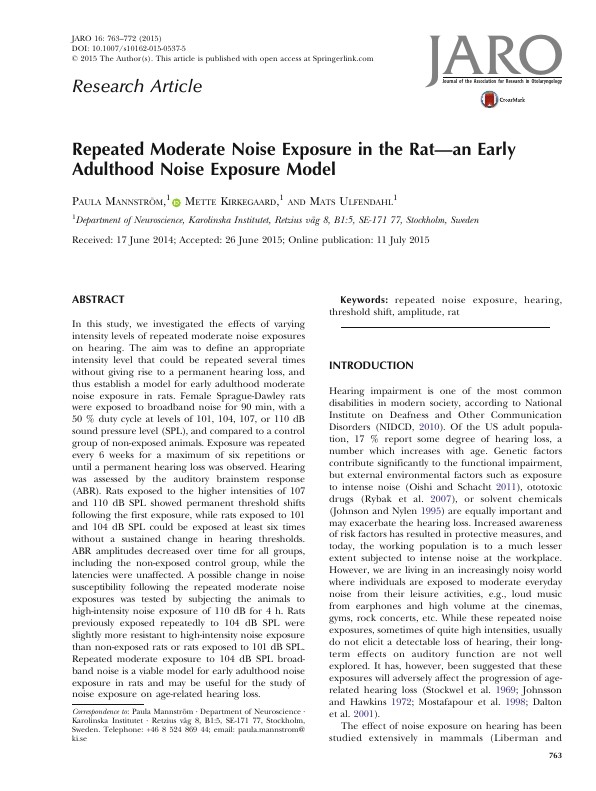 JARO 16: 763–772 (2015)
DOI: 10.1007/s10162-015-0537-5
© 2015 The Author(s). This article is published with open access at Springerlink.com
JARO
Journal of the Association for Research in Otolaryngology
Research Article
CrossMark
Repeated Moderate Noise Exposure in the Rat—an Early
Adulthood Noise Exposure Model
PAULA MANNSTRÖM,1 METTE KIRKEGAARD,1 AND MATS ULFENDAHL1
1Department of Neuroscience, Karolinska Institutet, Retzius väg 8, B1:5, SE-171 77, Stockholm, Sweden
Received: 17 June 2014; Accepted: 26 June 2015; Online publication: 11 July 2015
ABSTRACT
In this study, we investigated the effects of varying
intensity levels of repeated moderate noise exposures
on hearing. The aim was to define an appropriate
intensity level that could be repeated several times
without giving rise to a permanent hearing loss, and
thus establish a model for early adulthood moderate
noise exposure in rats. Female Sprague-Dawley rats
were exposed to broadband noise for 90 min, with a
50 % duty cycle at levels of 101, 104, 107, or 110 dB
sound pressure level (SPL), and compared to a control
group of non-exposed animals. Exposure was repeated
every 6 weeks for a maximum of six repetitions or
until a permanent hearing loss was observed. Hearing
was assessed by the auditory brainstem response
(ABR). Rats exposed to the higher intensities of 107
and 110 dB SPL showed permanent threshold shifts
following the first exposure, while rats exposed to 101
and 104 dB SPL could be exposed at least six times
without a sustained change in hearing thresholds.
ABR amplitudes decreased over time for all groups,
including the non-exposed control group, while the
latencies were unaffected. A possible change in noise
susceptibility following the repeated moderate noise
exposures was tested by subjecting the animals to
high-intensity noise exposure of 110 dB for 4 h. Rats
previously exposed repeatedly to 104 dB SPL were
slightly more resistant to high-intensity noise exposure
than non-exposed rats or rats exposed to 101 dB SPL.
Repeated moderate exposure to 104 dB SPL broad-
band noise is a viable model for early adulthood noise
exposure in rats and may be useful for the study of
noise exposure on age-related hearing loss.
Correspondence to: Paula Mannström · Department of Neuroscience ·
Karolinska Institutet · Retzius väg 8, B1:5, SE-171 77, Stockholm,
Sweden. Telephone: +46 8 524 869 44; email: paula.mannstrom@
ki.se
Keywords: repeated noise exposure, hearing,
threshold shift, amplitude, rat
INTRODUCTION
Hearing impairment is one of the most common
disabilities in modern society, according to National
Institute on Deafness and Other Communication
Disorders (NIDCD, 2010). Of the US adult popula-
tion, 17 % report some degree of hearing loss, a
number which increases with age. Genetic factors
contribute significantly to the functional impairment,
but external environmental factors such as exposure
to intense noise (Oishi and Schacht 2011), ototoxic
drugs (Rybak et al. 2007), or solvent chemicals
(Johnson and Nylen 1995) are equally important and
may exacerbate the hearing loss. Increased awareness
of risk factors has resulted in protective measures, and
today, the working population is to a much lesser
extent subjected to intense noise at the workplace.
However, we are living in an increasingly noisy world
where individuals are exposed to moderate everyday
noise from their leisure activities, e.g., loud music
from earphones and high volume at the cinemas,
gyms, rock concerts, etc. While these repeated noise
exposures, sometimes of quite high intensities, usually
do not elicit a detectable loss of hearing, their long-
term effects on auditory function are not well
explored. It has, however, been suggested that these
exposures will adversely affect the progression of age-
related hearing loss (Stockwel et al. 1969; Johnsson
and Hawkins 1972; Mostafapour et al. 1998; Dalton
et al. 2001).
The effect of noise exposure on hearing has been
studied extensively in mammals (Liberman and
763